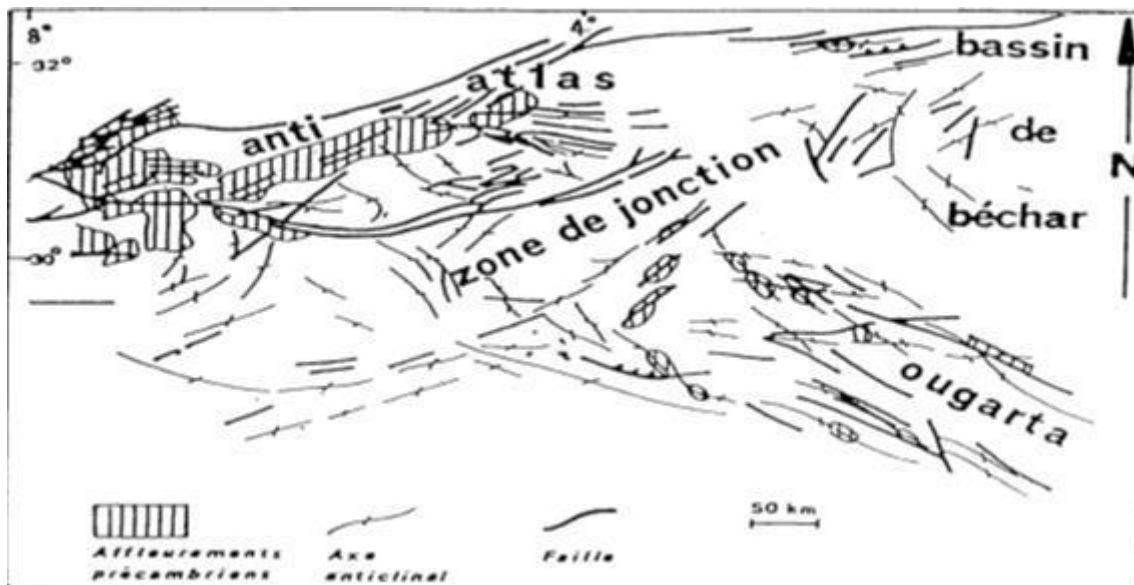 8°
4°
32°
bassin
atlas
anti
de
N
zone de jonction
béchar
30°
ougarta
50 km
Affleurements
précambriens
Axe
anticlinal
Faille